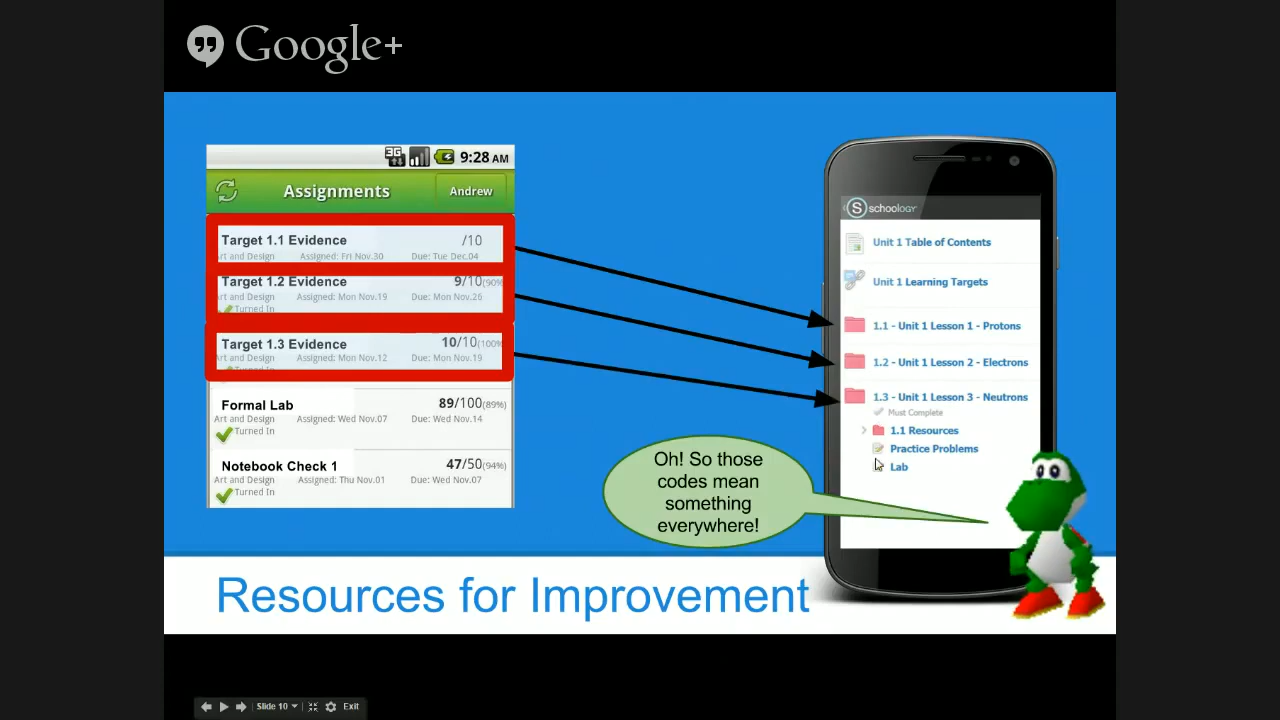 Google+
3G 9:28 AM
Assignments
Andrew
Target 1.1 Evidence /10
Art and Design Assigned: Fri Nov.30 Due: Tue Dec.04
Target 1.2 Evidence 9/10(90%
Art and Design Assigned: Mon Nov.19 Due: Mon Nov.26
Turned In
Target 1.3 Evidence 10/10(100%
Art and Design Assigned: Mon Nov.12 Due: Mon Nov.19
Formal Lab 89/100(89%)
Art and Design Assigned: Wed Nov.07 Due: Wed Nov.14
Turned In
Notebook Check 1 47/50(94%)
Art and Design Assigned: Thu Nov.01 Due: Wed Nov.07
Turned In
S schoology
Unit 1 Table of Contents
Unit 1 Learning Targets
1.1 - Unit 1 Lesson 1 - Protons
1.2 - Unit 1 Lesson 2 - Electrons
1.3 - Unit 1 Lesson 3 - Neutrons
Must Complete
1.1 Resources
Practice Problems
Lab
Oh! So those
codes mean
something
everywhere!
Resources for Improvement
Slide 10
Exit